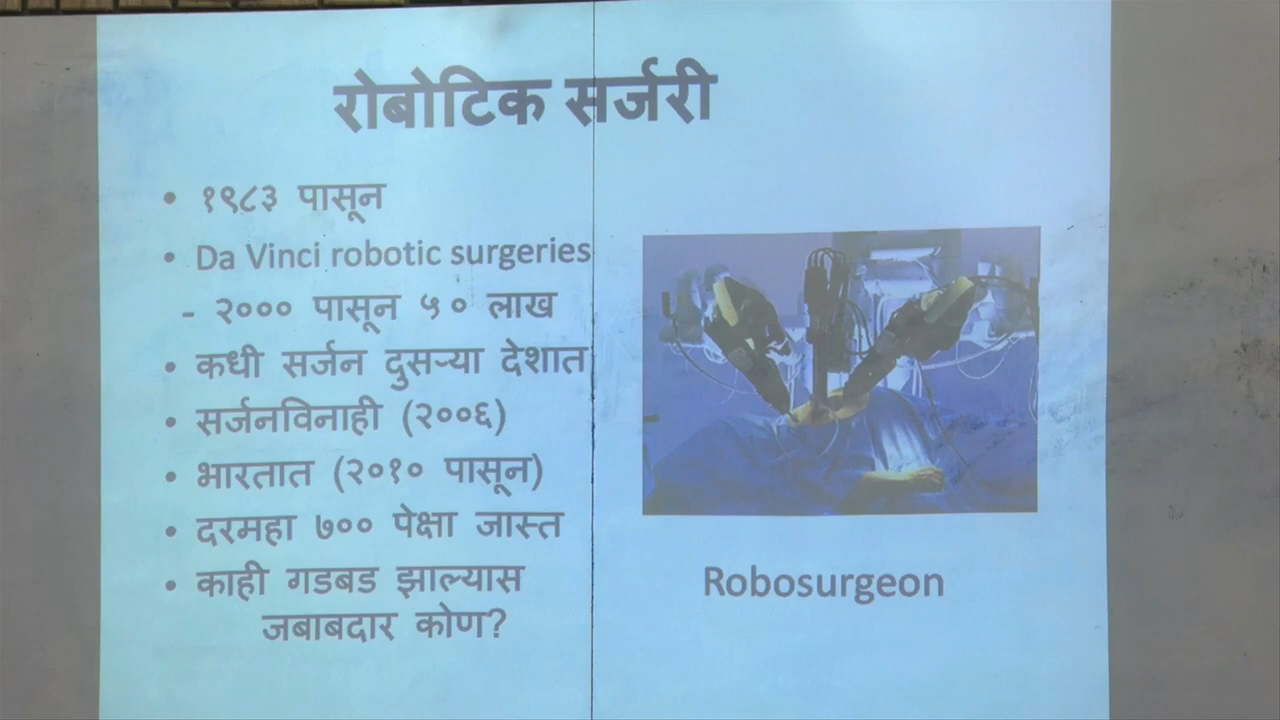 रोबोटिक सर्जरी
• १९८३ पासून
• Da Vinci robotic surgeries
- २००० पासून ५० लाख
• कधी सर्जन दुसऱ्या देशात
• सर्जनविनाही (२००६)
• भारतात (२०१० पासून)
• दरमहा ७०० पेक्षा जास्त
• काही गडबड झाल्यास
जबाबदार कोण?
Robosurgeon